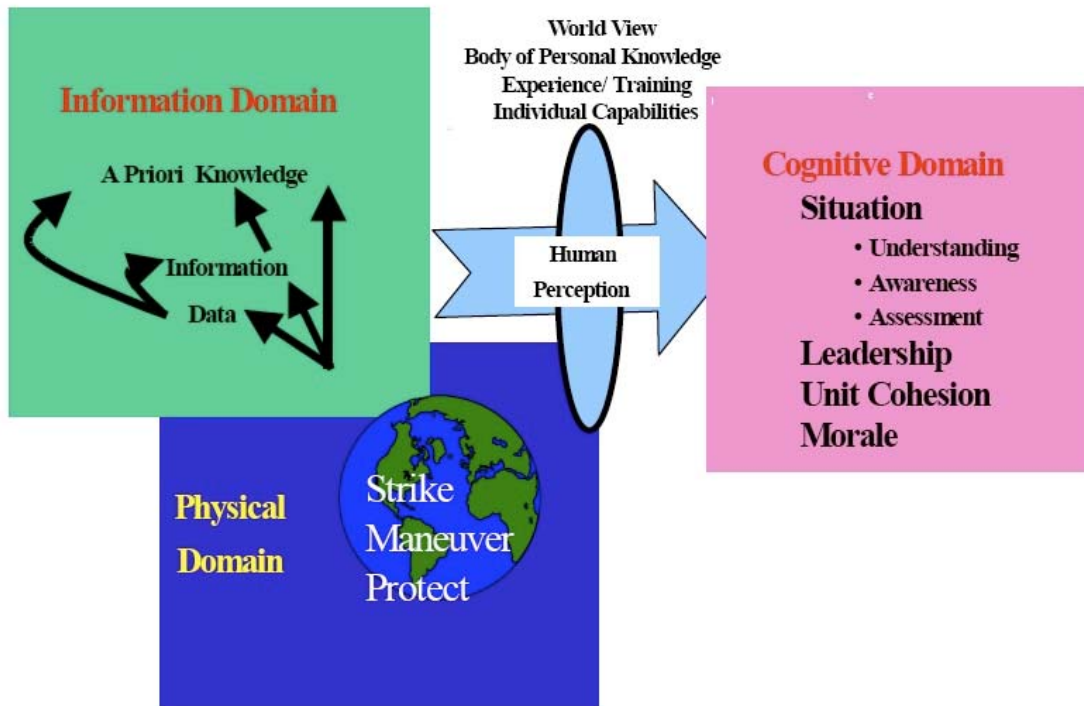 World View
Body of Personal Knowledge
Experience/ Training
Individual Capabilities
Information Domain
A Priori Knowledge
Information
Data
Human
Perception
Cognitive Domain
Situation
• Understanding
• Awareness
• Assessment
Leadership
Unit Cohesion
Morale
Physical
Domain
Strike
Maneuver
Protect